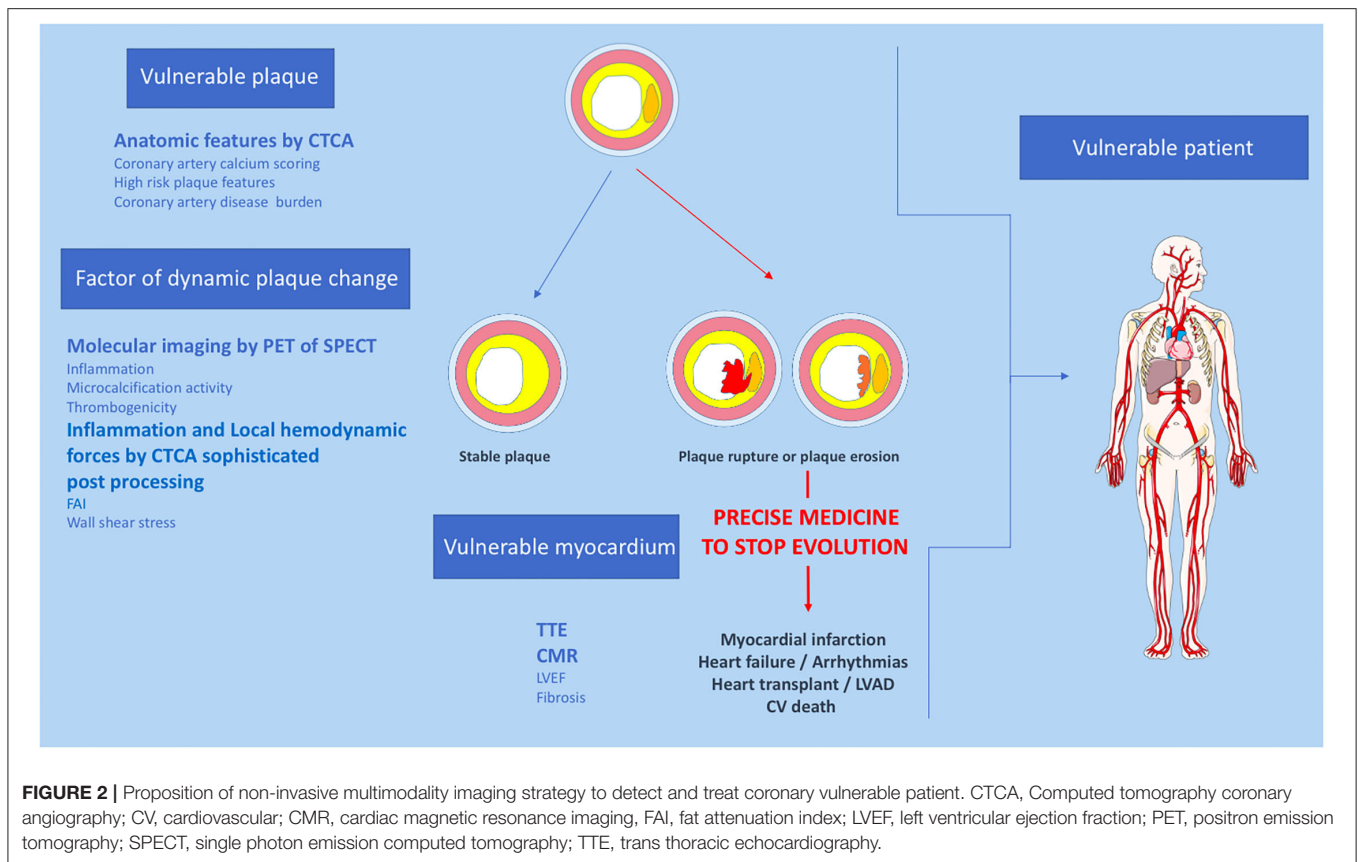 Vulnerable plaque
Anatomic features by CTCA
Coronary artery calcium scoring
High risk plaque features
Coronary artery disease burden
Factor of dynamic plaque change
Molecular imaging by PET of SPECT
Inflammation
Microcalcification activity
Thrombogenicity
Inflammation and Local hemodynamic
forces by CTCA sophisticated
post processing
FAI
Wall shear stress
Stable plaque
Plaque rupture or plaque erosion
PRECISE MEDICINE
TO STOP EVOLUTION
Vulnerable myocardium
TTE
CMR
LVEF
Fibrosis
Myocardial infarction
Heart failure / Arrhythmias
Heart transplant / LVAD
CV death
Vulnerable patient
FIGURE 2 | Proposition of non-invasive multimodality imaging strategy to detect and treat coronary vulnerable patient. CTCA, Computed tomography coronary
angiography; CV, cardiovascular; CMR, cardiac magnetic resonance imaging, FAI, fat attenuation index; LVEF, left ventricular ejection fraction; PET, positron emission
tomography; SPECT, single photon emission computed tomography; TTE, trans thoracic echocardiography.